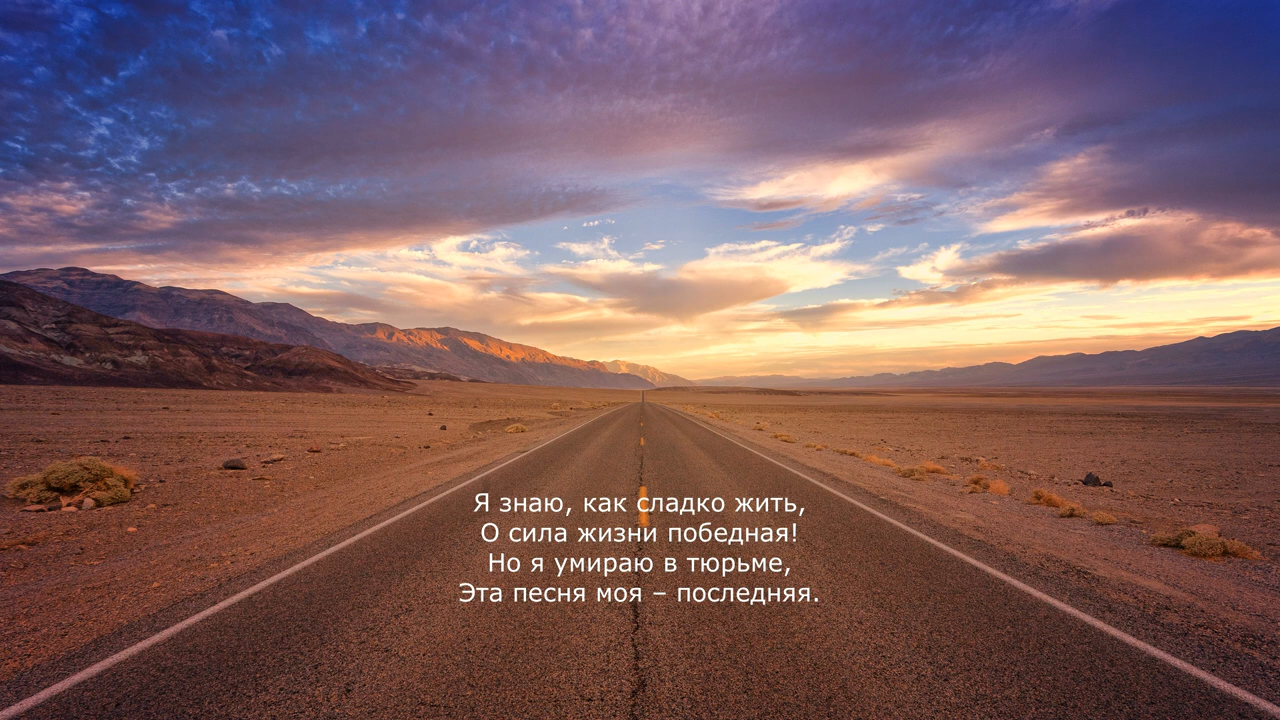 Я знаю, как сладко жить,
О сила жизни победная!
Но я умираю в тюрьме,
Эта песня моя – последняя.